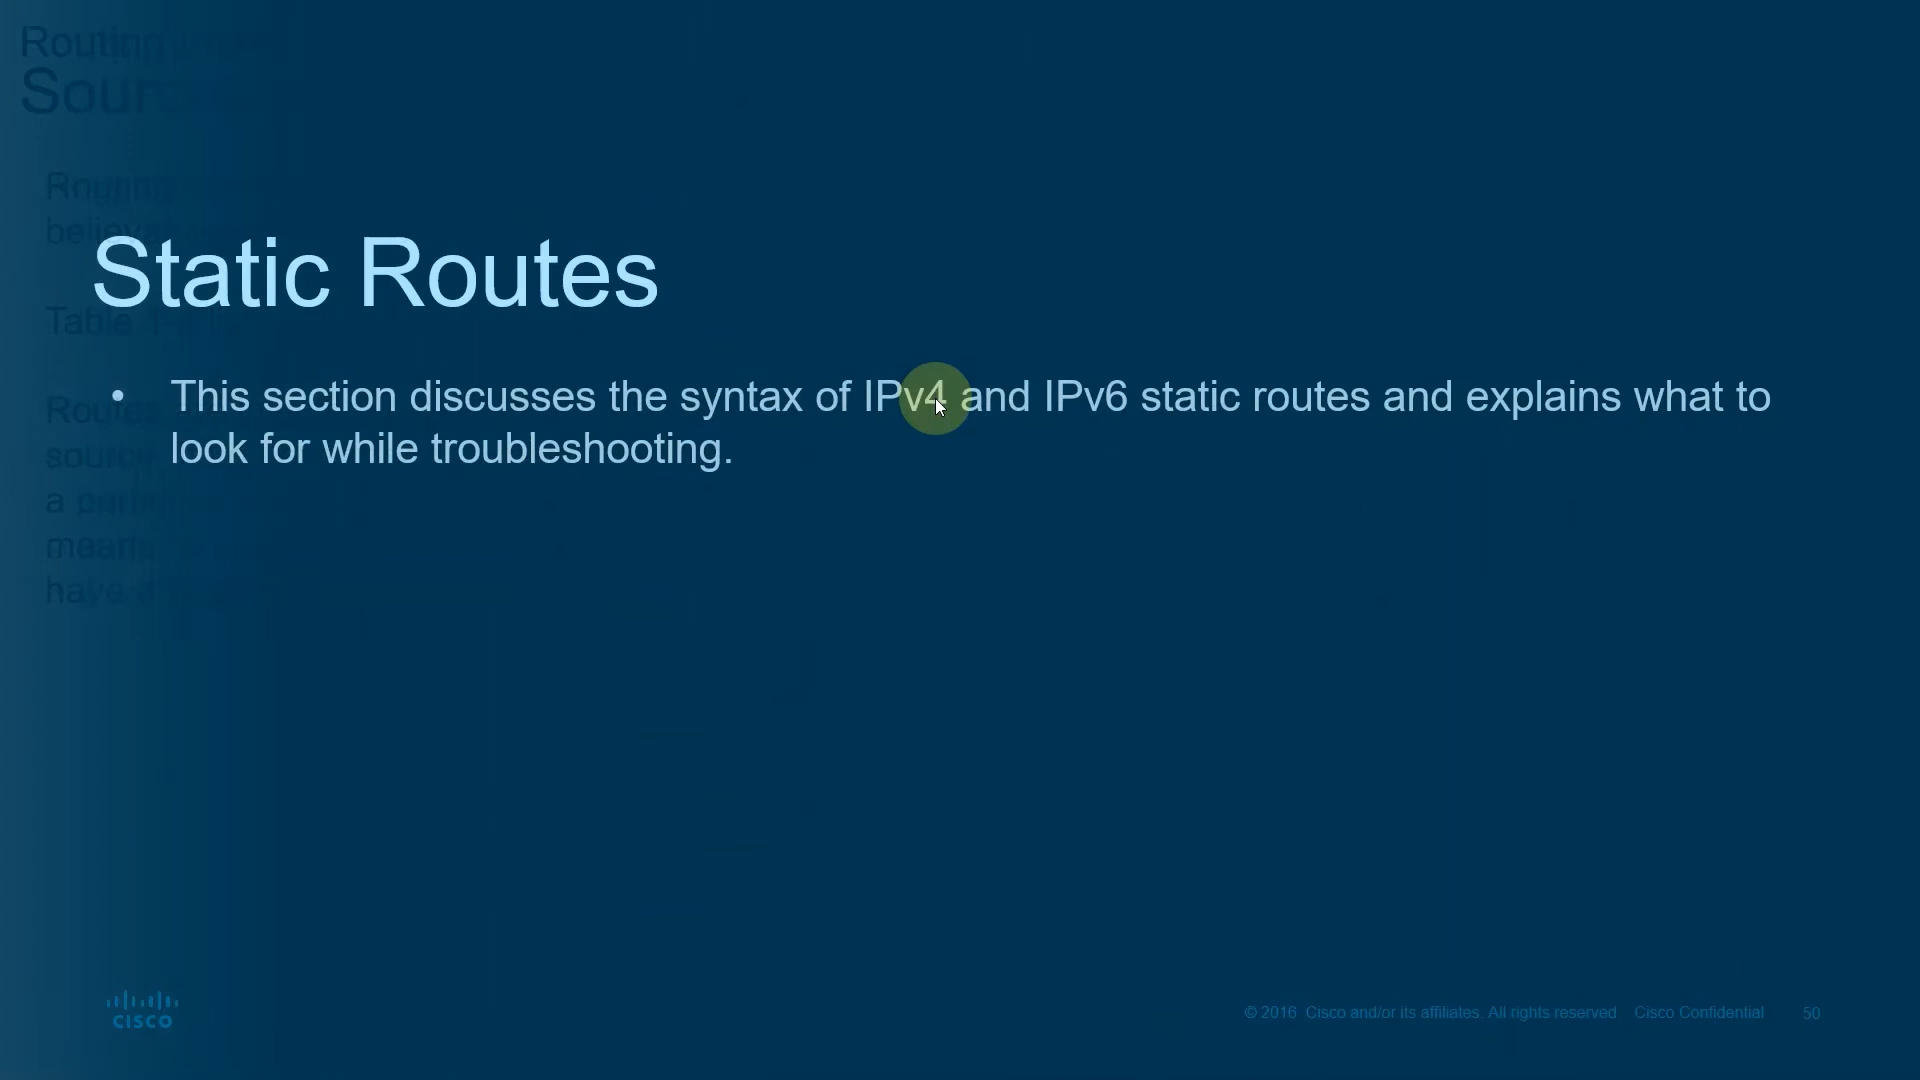 Routing
Static Routes
• This section discusses the syntax of IPv4 and IPv6 static routes and explains what to
look for while troubleshooting.
CISCO
© 2016 Cisco and/or its affiliates. All rights reserved Cisco Confidential 50